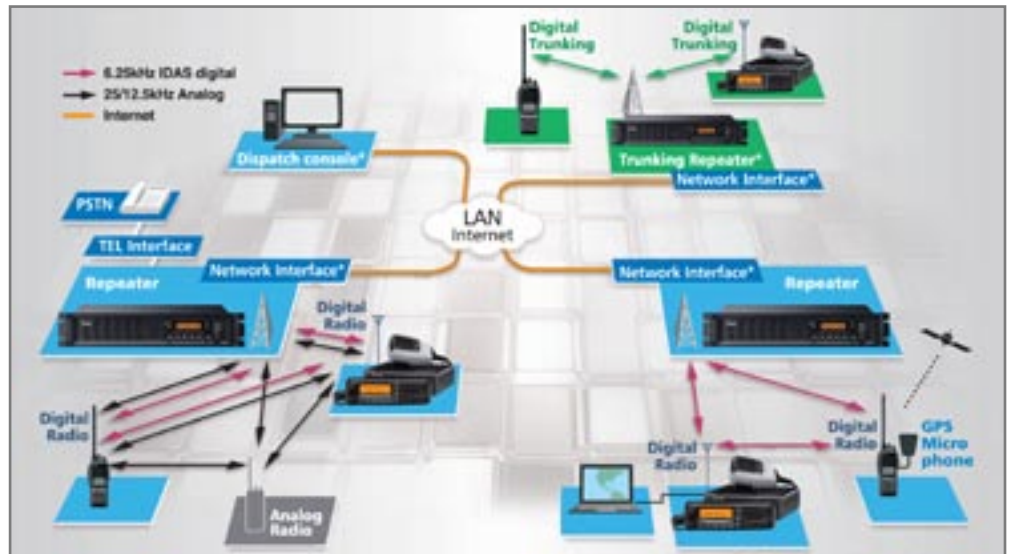 6.25kHz IDAS digital
25/12.5kHz Analog
Internet
Digital
Trunking
Digital
Trunking
Dispatch console*
Trunking Repeater*
Network Interface*
PSTN
LAN
Internet
TEL Interface
Network Interface*
Repeater
Network Interface*
Repeater
Digital
Radio
Digital
Radio
Analog
Radio
Digital
Radio
Digital
Radio
GPS
Micro
phone